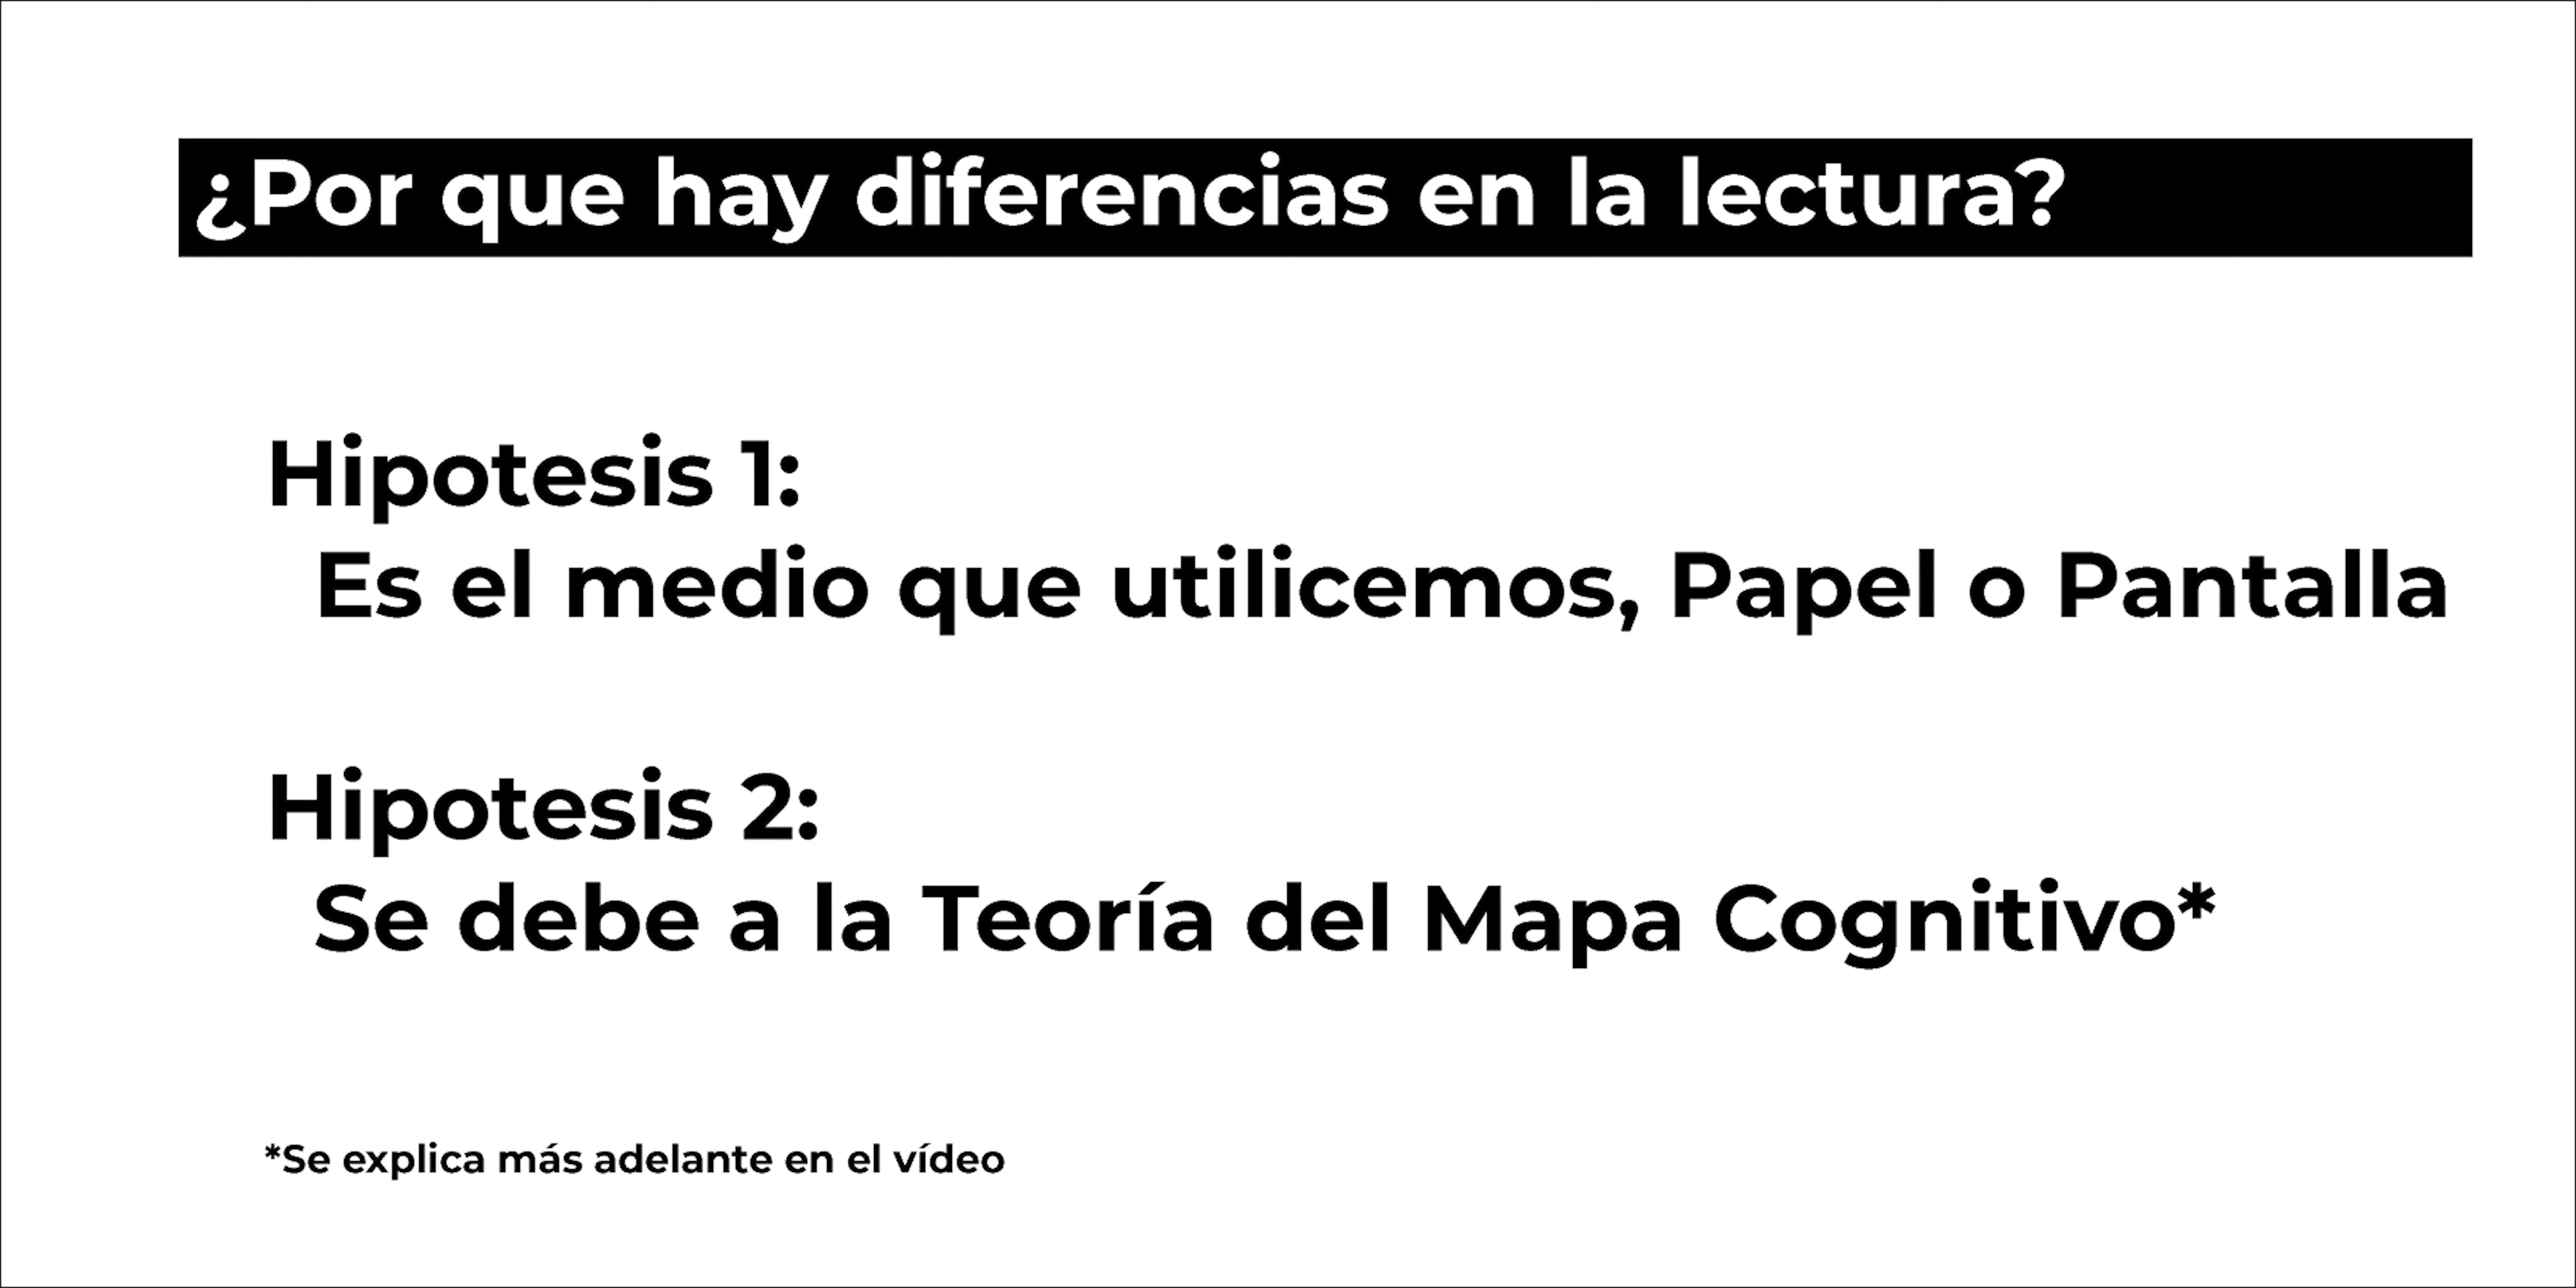 ¿Por que hay diferencias en la lectura?
Hipotesis 1:
Es el medio que utilicemos, Papel o Pantalla
Hipotesis 2:
Se debe a la Teoría del Mapa Cognitivo*
*Se explica más adelante en el vídeo